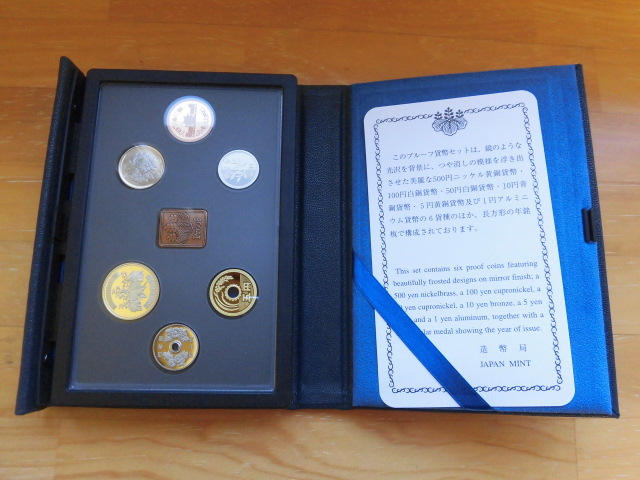 このプルーフ貨幣セットは、鏡のような
光沢を背景に、つや消しの模様を浮き出
させた美麗な500円ニッケル黄銅貨幣・
100円白銅貨幣・50円白銅貨幣・10円青
銅貨幣・5円黄銅貨幣及び1円アルミニ
ウム貨幣の6貨種のほか、長方形の年銘
板で構成されております。
This set contains six proof coins featuring
beautifully frosted designs on mirror finish; a
500 yen nickelbrass, a 100 yen cupronickel, a
yen cupronickel, a 10 yen bronze, a 5 yen
and a 1 yen aluminum, together with a
medal showing the year of issue.
造幣局
JAPAN MINT